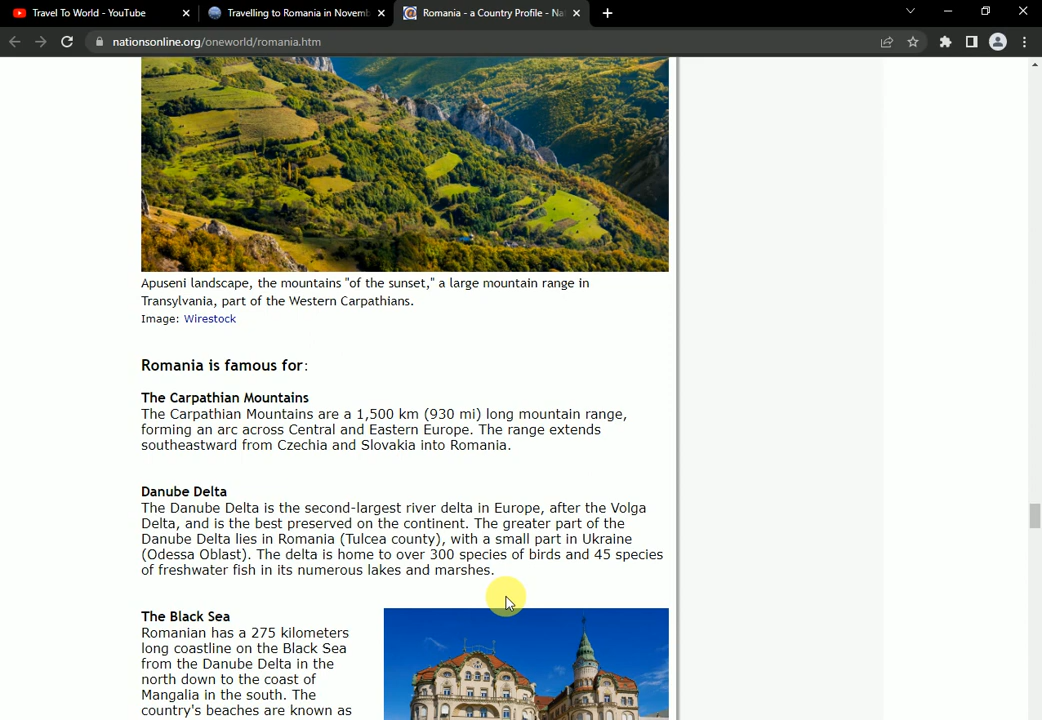 Travel To World - YouTube
Travelling to Romania in Novemb
Romania - a Country Profile - Na
nationsonline.org/oneworld/romania.htm
Apuseni landscape, the mountains "of the sunset," a large mountain range in
Transylvania, part of the Western Carpathians.
Image: Wirestock
Romania is famous for:
The Carpathian Mountains
The Carpathian Mountains are a 1,500 km (930 mi) long mountain range,
forming an arc across Central and Eastern Europe. The range extends
southeastward from Czechia and Slovakia into Romania.
Danube Delta
The Danube Delta is the second-largest river delta in Europe, after the Volga
Delta, and is the best preserved on the continent. The greater part of the
Danube Delta lies in Romania (Tulcea county), with a small part in Ukraine
(Odessa Oblast). The delta is home to over 300 species of birds and 45 species
of freshwater fish in its numerous lakes and marshes.
The Black Sea
Romanian has a 275 kilometers
long coastline on the Black Sea
from the Danube Delta in the
north down to the coast of
Mangalia in the south. The
country's beaches are known as